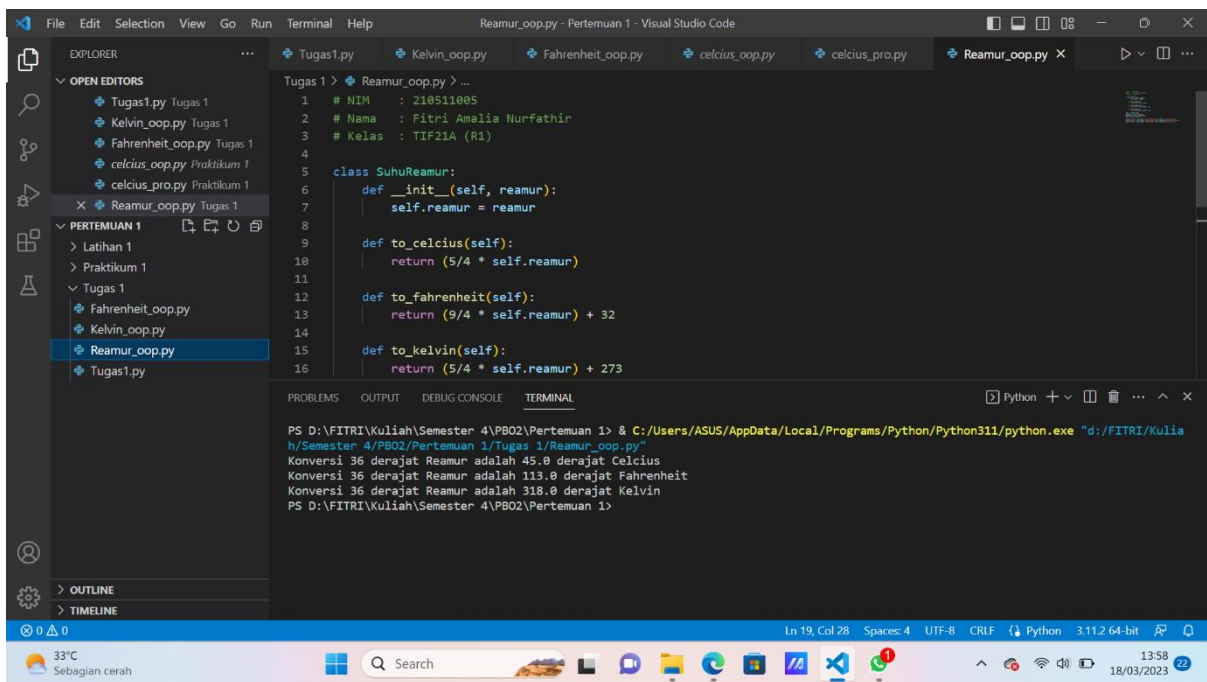 File Edit Selection View Go Run Terminal Help Reamur_oop.py - Pertemuan 1 - Visual Studio Code
EXPLORER
OPEN EDITORS
Tugas1.py Tugas 1
Kelvin_oop.py Tugas 1
Fahrenheit_oop.py Tugas 1
celcius_oop.py Praktikum 1
celcius_pro.py Praktikum 1
Reamur_oop.py Tugas 1
PERTEMUAN 1
Latihan 1
Praktikum 1
Tugas 1
Fahrenheit_oop.py
Kelvin_oop.py
Reamur_oop.py
Tugas1.py
OUTLINE
TIMELINE
Tugas1.py Kelvin_oop.py Fahrenheit_oop.py celcius_oop.py celcius_pro.py Reamur_oop.py
Tugas 1 > Reamur_oop.py > ...
1 # NIM : 210511005
2 # Nama : Fitri Amalia Nurfathir
3 # Kelas : TIF21A (R1)
4
5 class SuhuReamur:
6 def __init__(self, reamur):
7 self.reamur = reamur
8
9 def to_celcius(self):
10 return (5/4 * self.reamur)
11
12 def to_fahrenheit(self):
13 return (9/4 * self.reamur) + 32
14
15 def to_kelvin(self):
16 return (5/4 * self.reamur) + 273
PROBLEMS OUTPUT DEBUG CONSOLE TERMINAL Python
PS D:\FITRI\Kuliah\Semester 4\PBO2\Pertemuan 1> & C:/Users/ASUS/AppData/Local/Programs/Python/Python311/python.exe "d:/FITRI/Kulia
h/Semester 4/PBO2/Pertemuan 1/Tugas 1/Reamur_oop.py"
Konversi 36 derajat Reamur adalah 45.0 derajat Celcius
Konversi 36 derajat Reamur adalah 113.0 derajat Fahrenheit
Konversi 36 derajat Reamur adalah 318.0 derajat Kelvin
PS D:\FITRI\Kuliah\Semester 4\PBO2\Pertemuan 1>
0 0 Ln 19, Col 28 Spaces: 4 UTF-8 CRLF Python 3.11.2 64-bit
33°C
Sebagian cerah
Search
13:58
18/03/2023 22